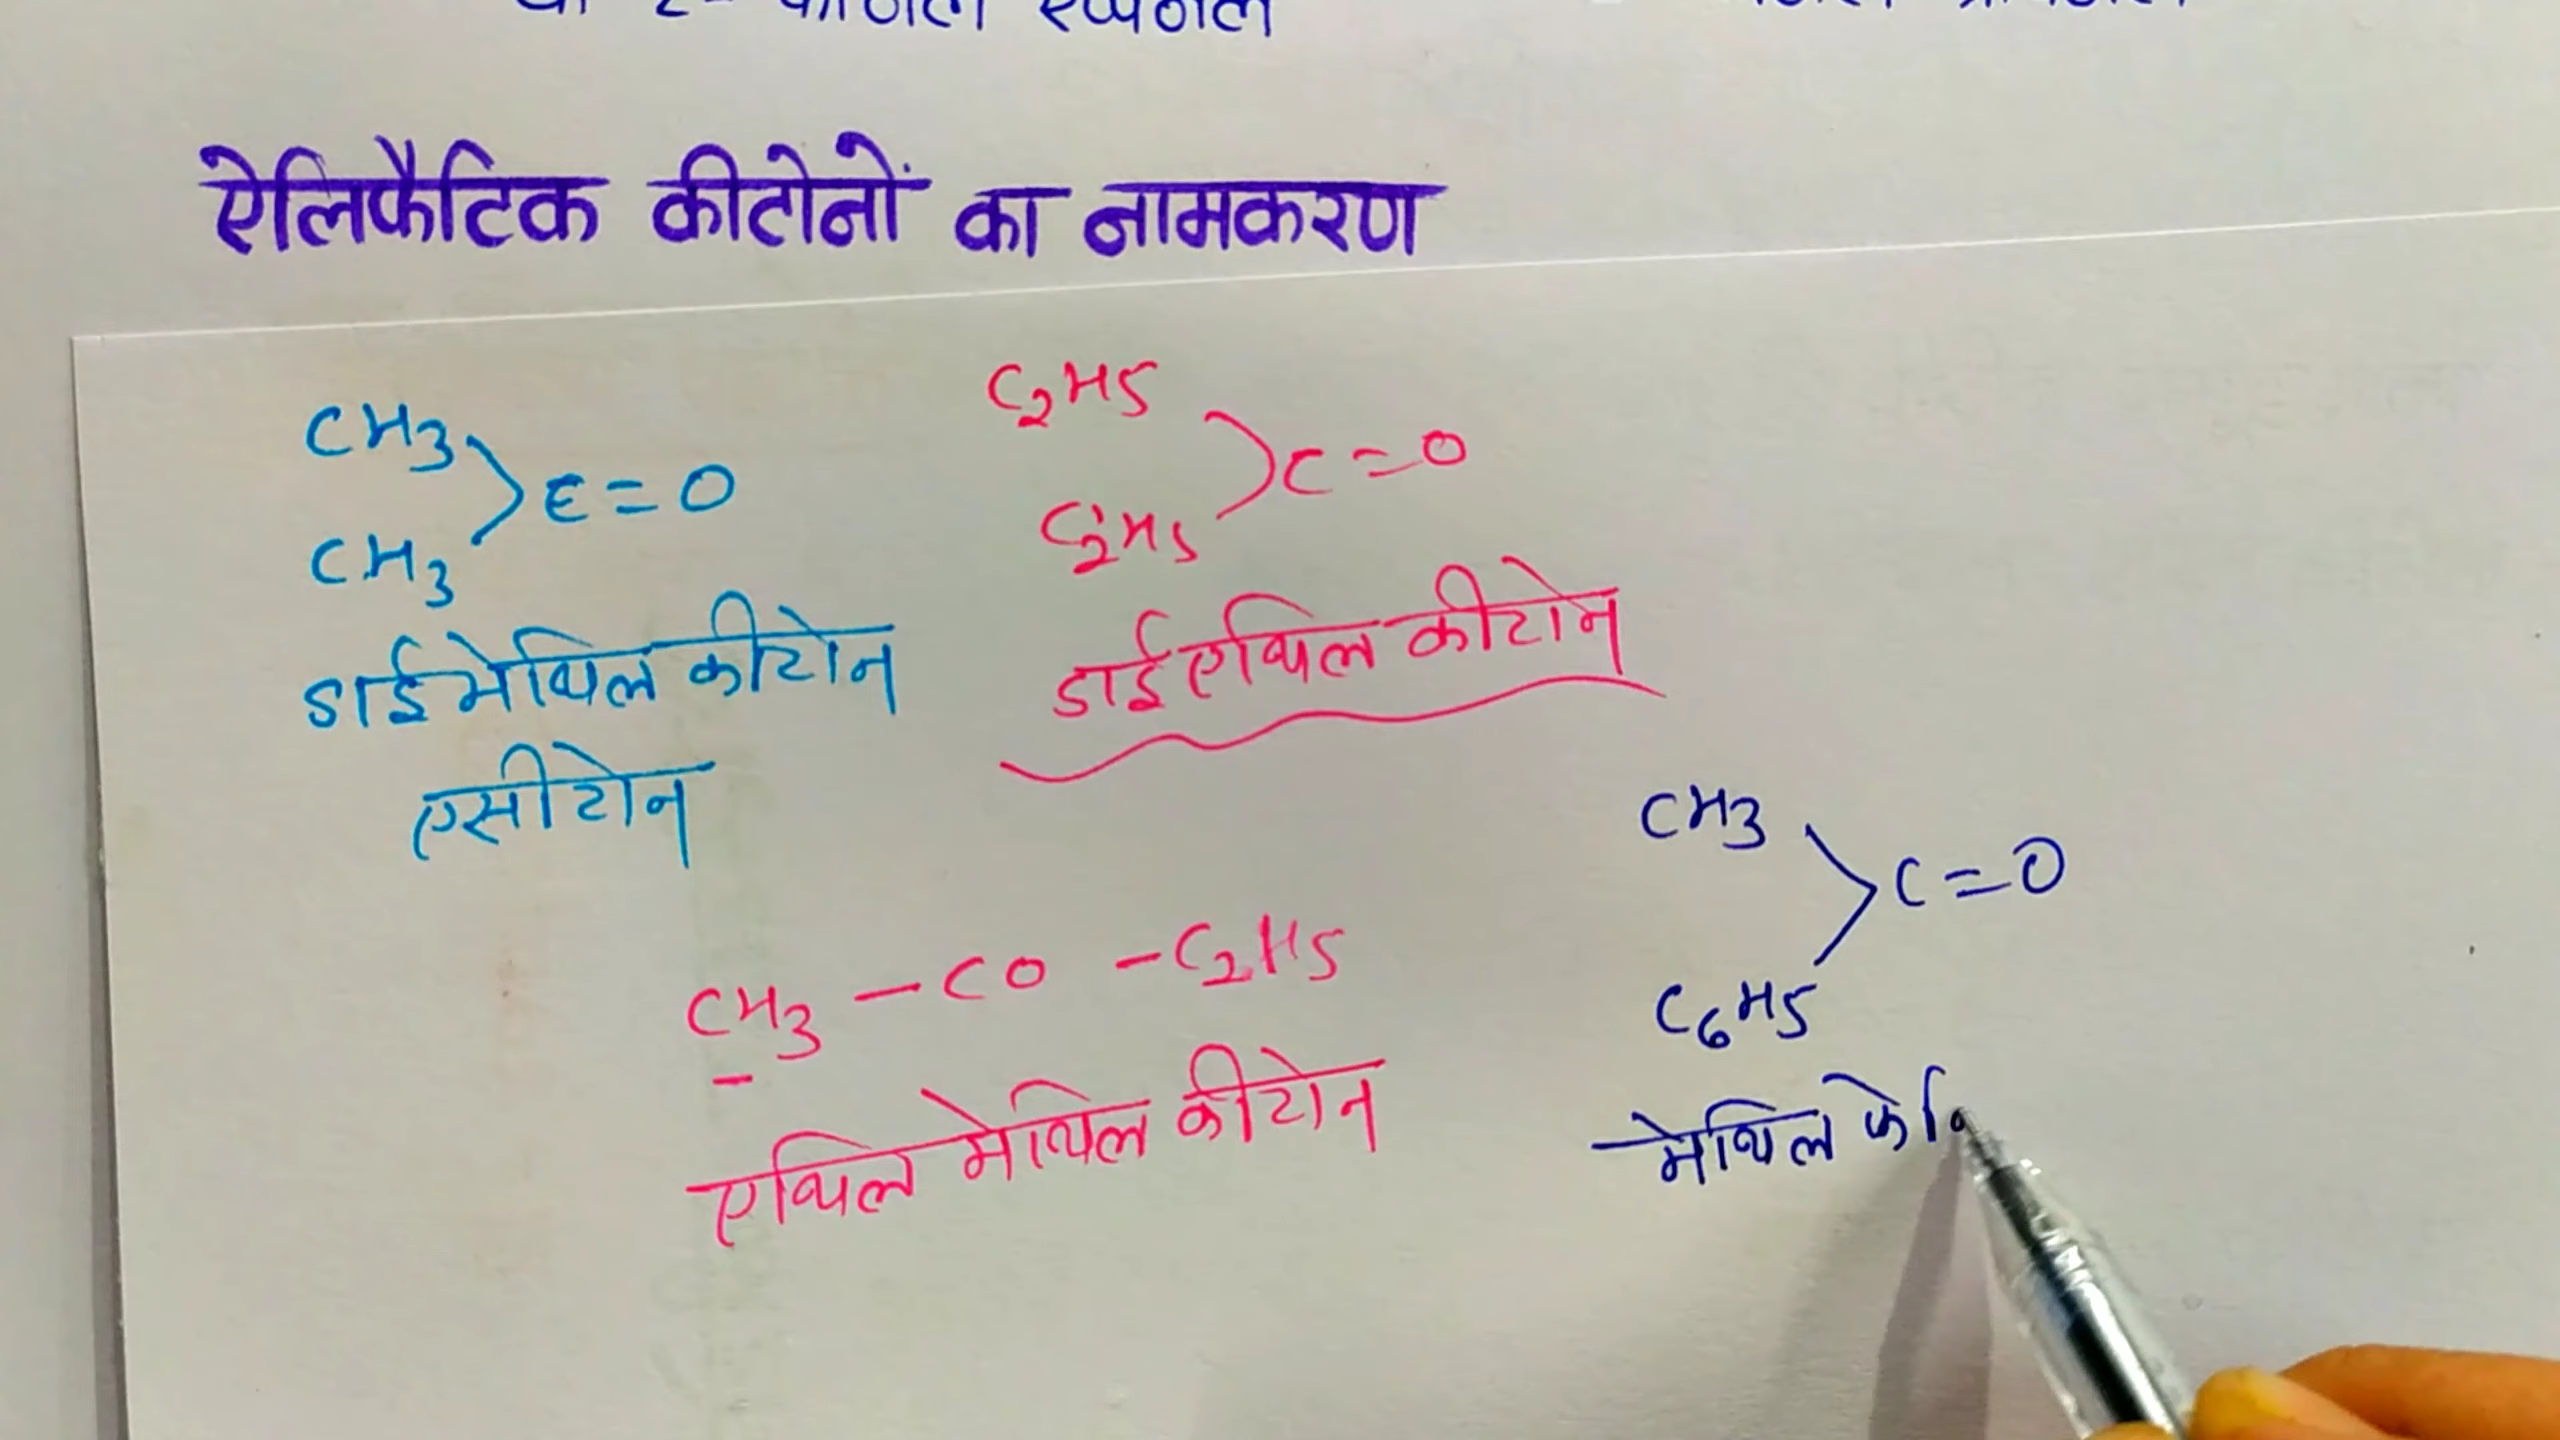 ऐलिफैटिक कीटोनों का नामकरण
CH3
CH3
C=O
डाईमेथिल कीटोन
एसीटोन
C2H5
C2H5
C=O
डाईएथिल कीटोन
CH3 – CO – C2H5
एथिल मेथिल कीटोन
CH3
C6H5
C=O
मेथिल फेनि